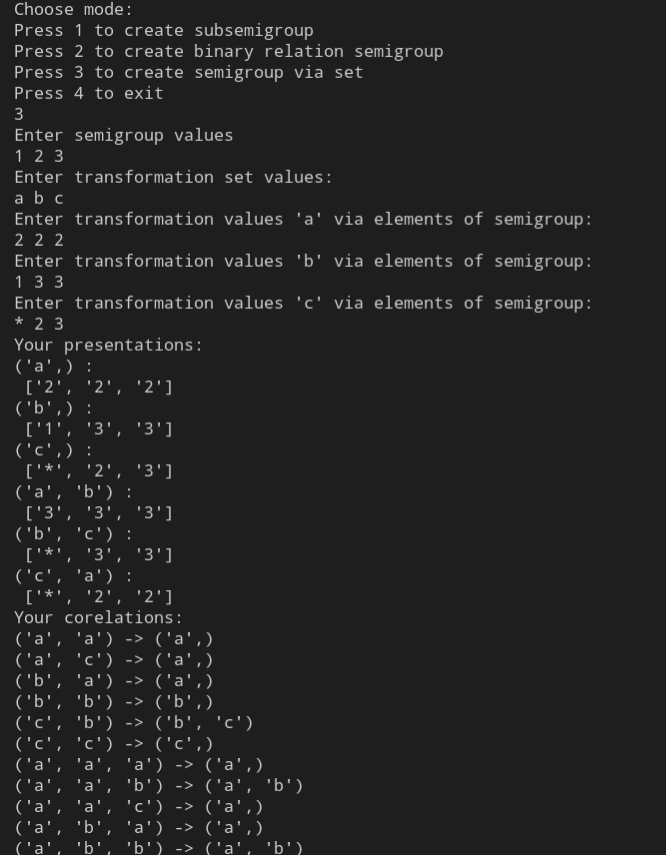 Choose mode:
Press 1 to create subsemigroup
Press 2 to create binary relation semigroup
Press 3 to create semigroup via set
Press 4 to exit
3
Enter semigroup values
1 2 3
Enter transformation set values:
a b c
Enter transformation values 'a' via elements of semigroup:
2 2 2
Enter transformation values 'b' via elements of semigroup:
1 3 3
Enter transformation values 'c' via elements of semigroup:
* 2 3
Your presentations:
('a',) :
 ['2', '2', '2']
('b',) :
 ['1', '3', '3']
('c',) :
 ['*', '2', '3']
('a', 'b') :
 ['3', '3', '3']
('b', 'c') :
 ['*', '3', '3']
('c', 'a') :
 ['*', '2', '2']
Your corelations:
('a', 'a') -> ('a',)
('a', 'c') -> ('a',)
('b', 'a') -> ('a',)
('b', 'b') -> ('b',)
('c', 'b') -> ('b', 'c')
('c', 'c') -> ('c',)
('a', 'a', 'a') -> ('a',)
('a', 'a', 'b') -> ('a', 'b')
('a', 'a', 'c') -> ('a',)
('a', 'b', 'a') -> ('a',)
('a', 'b', 'b') -> ('a', 'b')